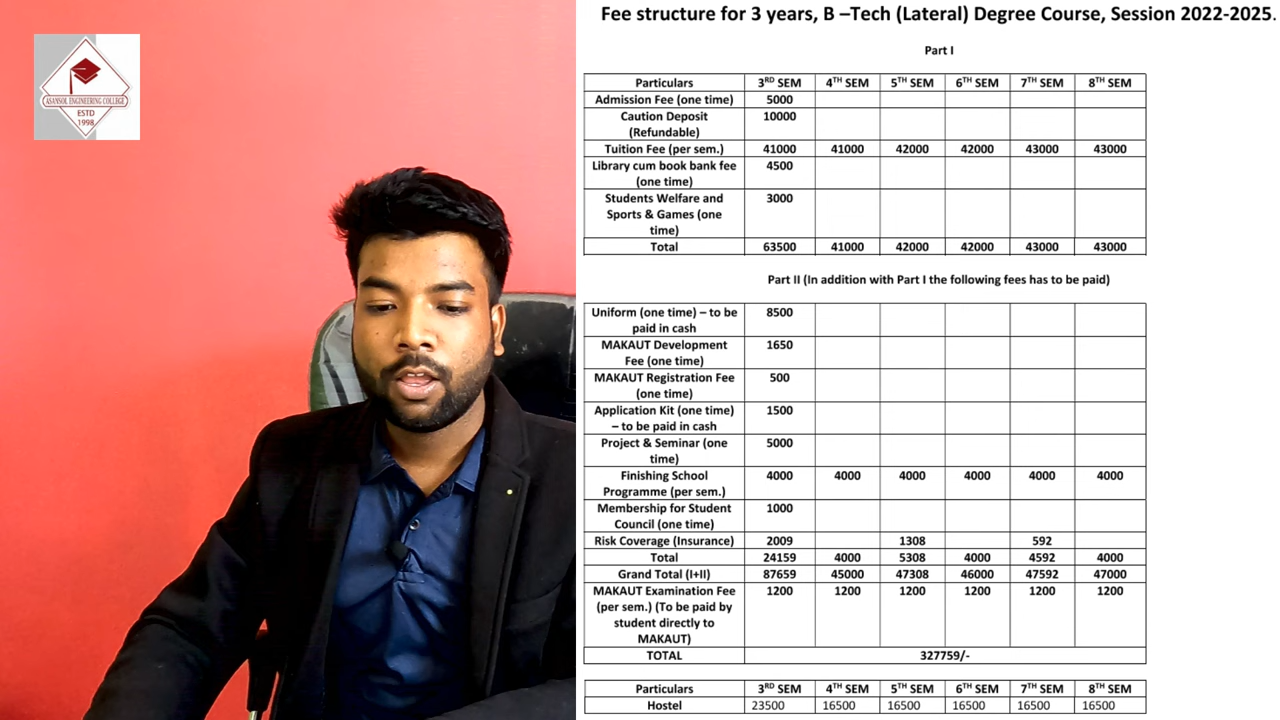 ASANSOL ENGINEERING COLLEGE
ESTD
1998
Fee structure for 3 years, B –Tech (Lateral) Degree Course, Session 2022-2025.
Part I
Particulars 3RD SEM 4TH SEM 5TH SEM 6TH SEM 7TH SEM 8TH SEM
Admission Fee (one time) 5000
Caution Deposit 10000
(Refundable)
Tuition Fee (per sem.) 41000 41000 42000 42000 43000 43000
Library cum book bank fee 4500
(one time)
Students Welfare and 3000
Sports & Games (one
time)
Total 63500 41000 42000 42000 43000 43000
Part II (In addition with Part I the following fees has to be paid)
Uniform (one time) – to be 8500
paid in cash
MAKAUT Development 1650
Fee (one time)
MAKAUT Registration Fee 500
(one time)
Application Kit (one time) 1500
– to be paid in cash
Project & Seminar (one 5000
time)
Finishing School 4000 4000 4000 4000 4000 4000
Programme (per sem.)
Membership for Student 1000
Council (one time)
Risk Coverage (Insurance) 2009 1308 592
Total 24159 4000 5308 4000 4592 4000
Grand Total (I+II) 87659 45000 47308 46000 47592 47000
MAKAUT Examination Fee 1200 1200 1200 1200 1200 1200
(per sem.) (To be paid by
student directly to
MAKAUT)
TOTAL 327759/-
Particulars 3RD SEM 4TH SEM 5TH SEM 6TH SEM 7TH SEM 8TH SEM
Hostel 23500 16500 16500 16500 16500 16500